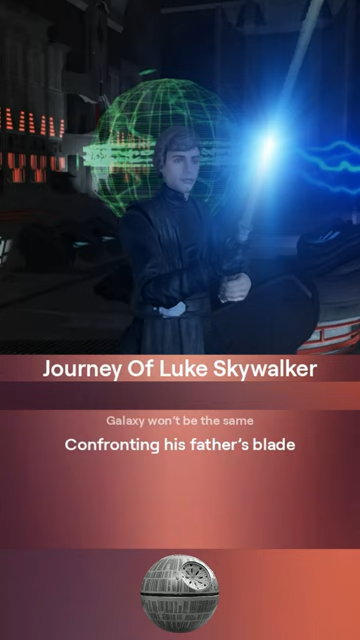 Journey Of Luke Skywalker
Galaxy won't be the same
Confronting his father's blade